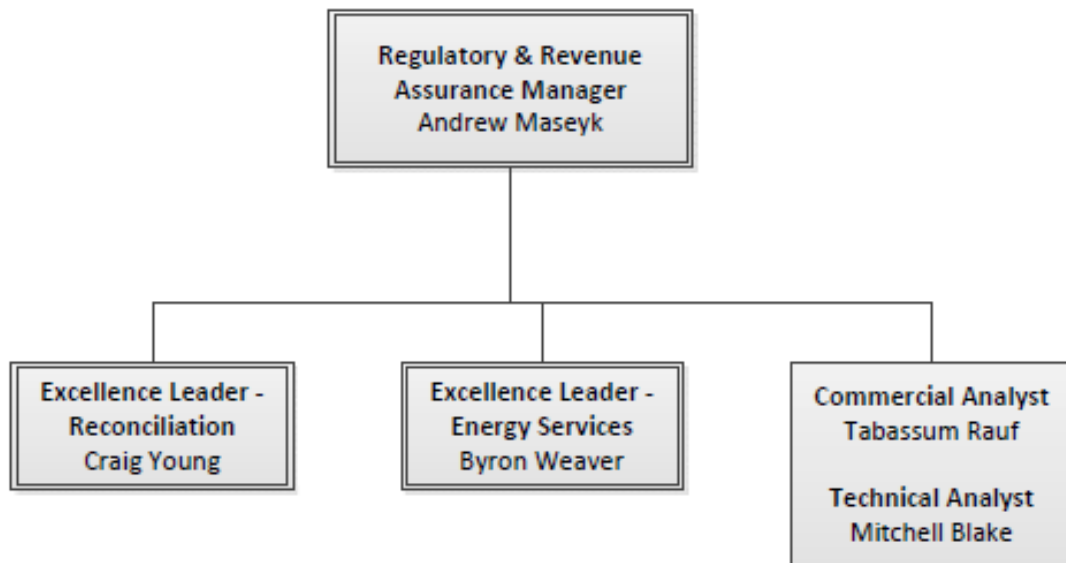 Regulatory & Revenue
Assurance Manager
Andrew Maseyk
Excellence Leader -
Reconciliation
Craig Young
Excellence Leader -
Energy Services
Byron Weaver
Commercial Analyst
Tabassum Rauf
Technical Analyst
Mitchell Blake